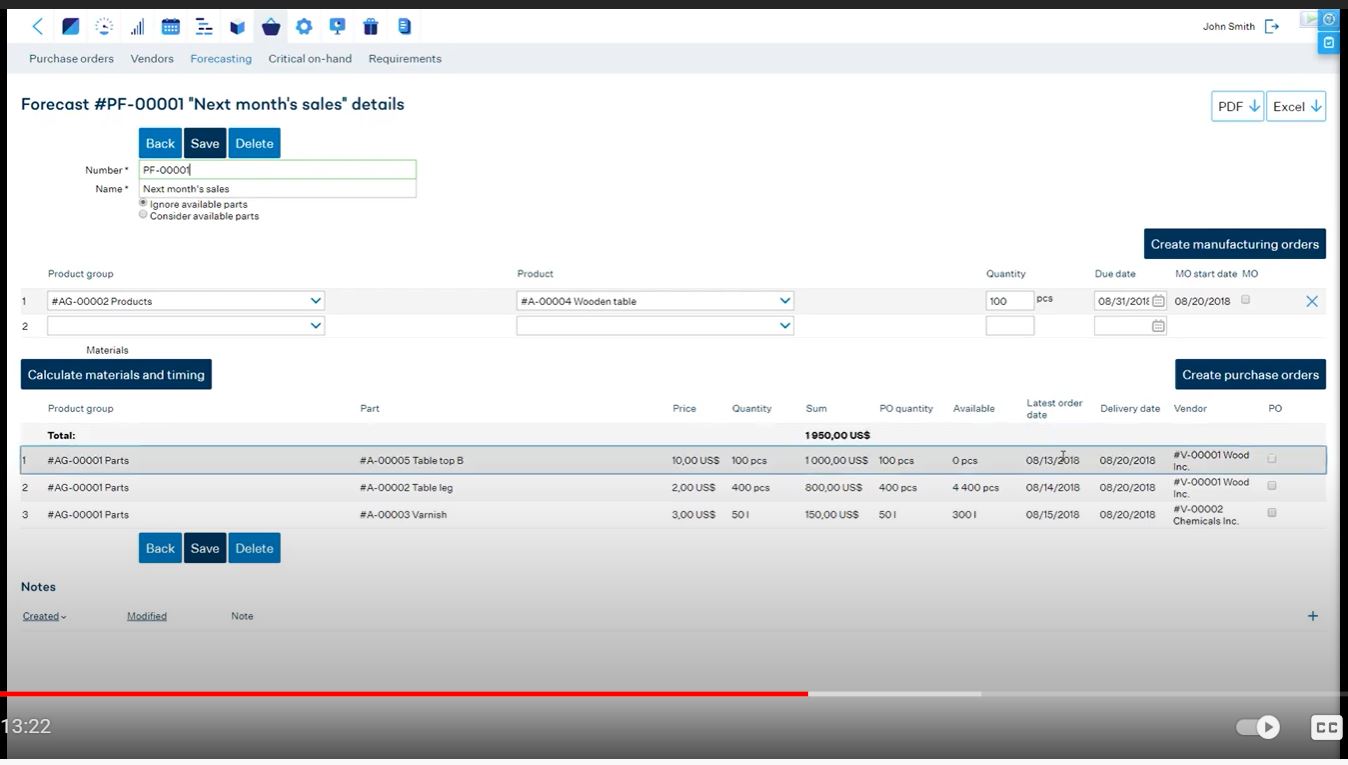 John Smith
Purchase orders Vendors Forecasting Critical on-hand Requirements
Forecast #PF-00001 "Next month's sales" details
PDF Excel
Back Save Delete
Number * PF-00001
Name * Next month's sales
Ignore available parts
Consider available parts
Create manufacturing orders
Product group Product Quantity Due date MO start date MO
1 #AG-00002 Products #A-00004 Wooden table 100 pcs 08/31/2018 08/20/2018
2
Materials
Calculate materials and timing Create purchase orders
Product group Part Price Quantity Sum PO quantity Available Latest order date Delivery date Vendor PO
Total: 1 950,00 US$
1 #AG-00001 Parts #A-00005 Table top B 10,00 US$ 100 pcs 1 000,00 US$ 100 pcs 0 pcs 08/13/2018 08/20/2018 #V-00001 Wood Inc.
2 #AG-00001 Parts #A-00002 Table leg 2,00 US$ 400 pcs 800,00 US$ 400 pcs 4 400 pcs 08/14/2018 08/20/2018 #V-00001 Wood Inc.
3 #AG-00001 Parts #A-00003 Varnish 3,00 US$ 50 l 150,00 US$ 50 l 300 l 08/15/2018 08/20/2018 #V-00002 Chemicals Inc.
Back Save Delete
Notes
Created Modified Note
13:22 CC